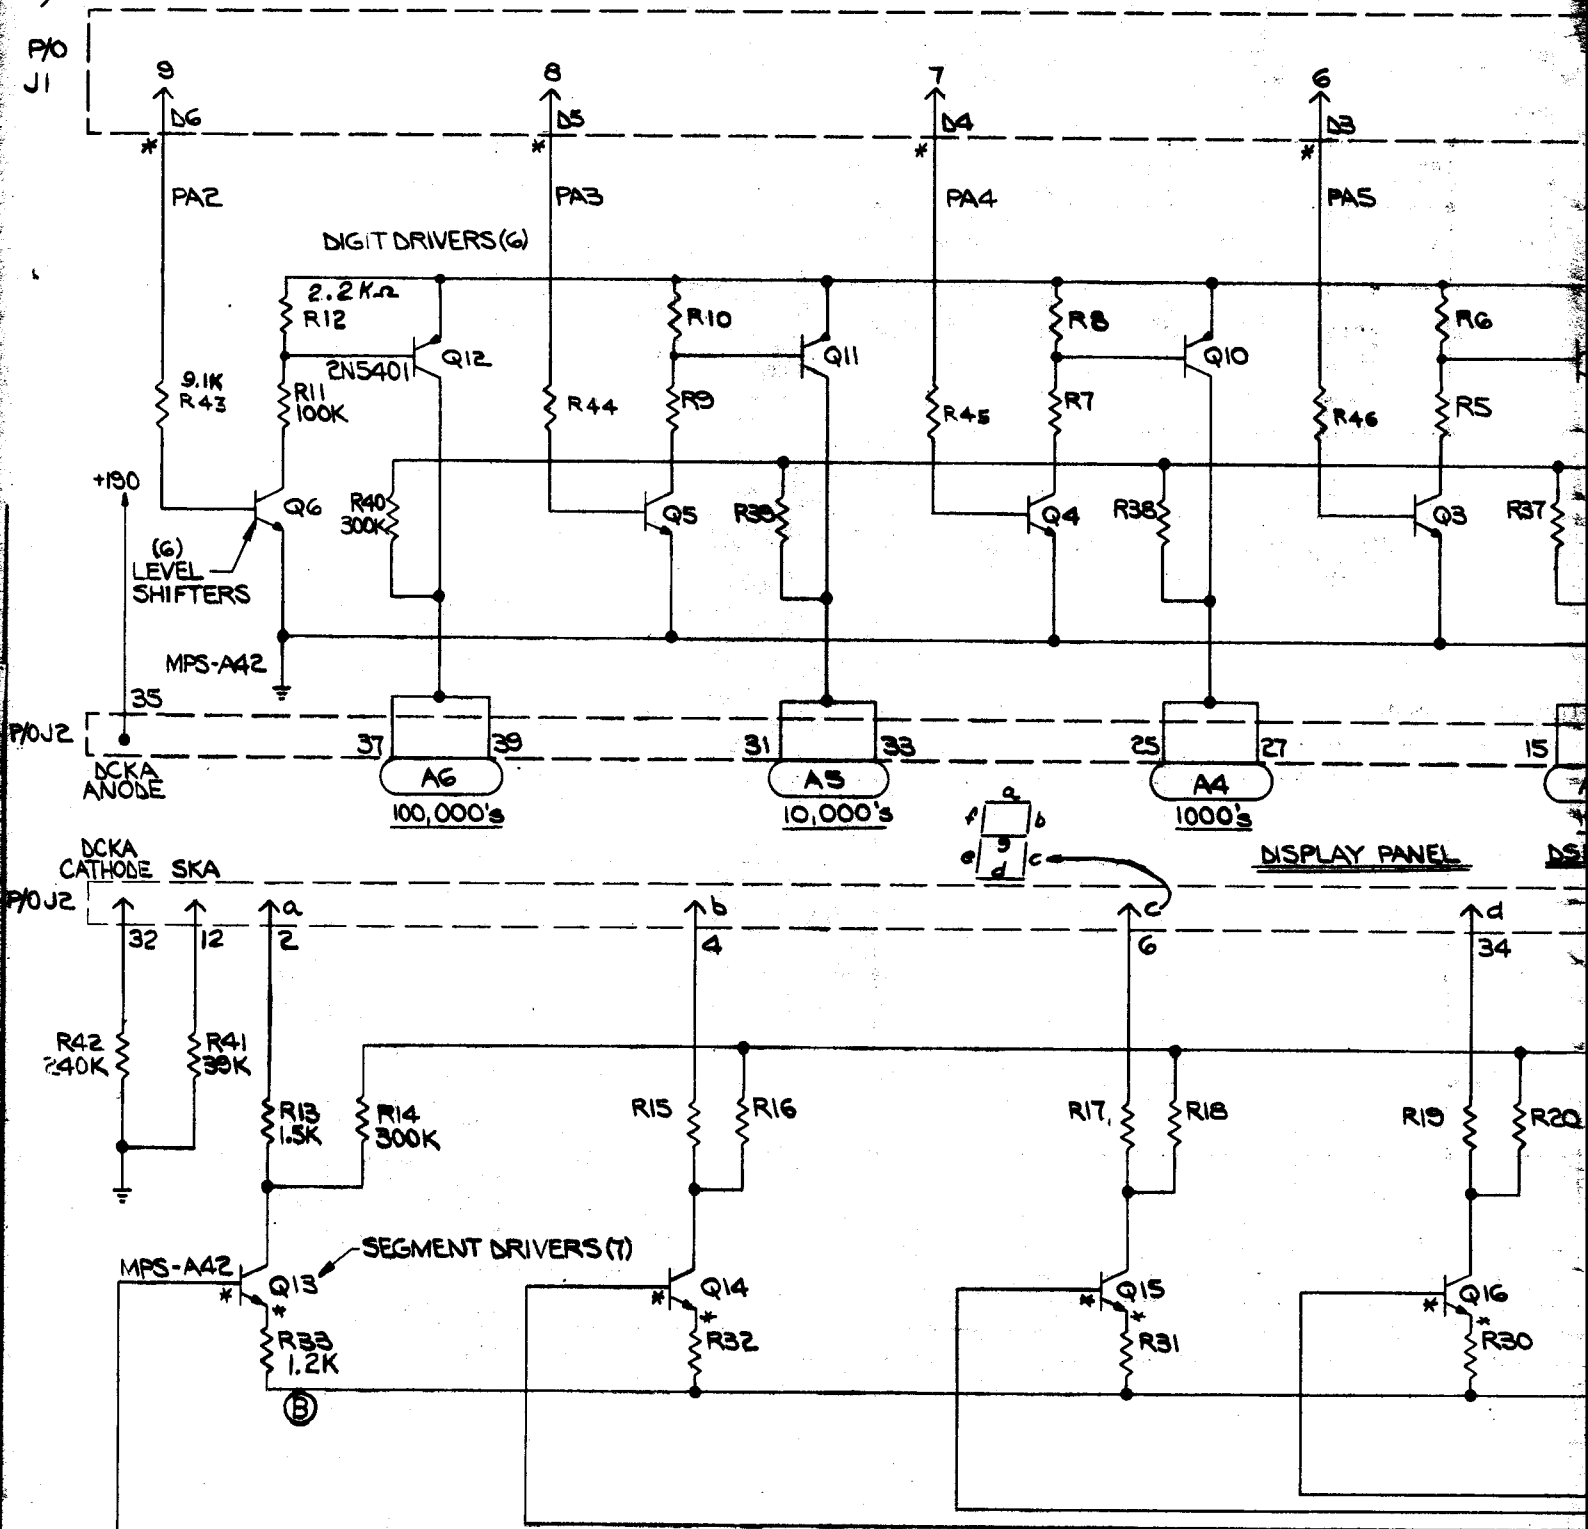 P/O
J1
9
8
7
6
D6
D5
D4
D3
*
*
*
*
PA2
PA3
PA4
PA5
DIGIT DRIVERS (6)
2.2KΩ
R12
R10
R8
R6
Q12
Q11
Q10
2N5401
9.1K
R43
R11
100K
R44
R9
R45
R7
R46
R5
+190
Q6
R40
300K
Q5
Q4
R38
Q3
R37
(6)
LEVEL
SHIFTERS
MPS-A42
35
P/O J2
37
39
31
33
25
27
15
DCKA
ANODE
A6
A5
A4
100,000's
10,000's
1000's
a
f
b
g
e
c
d
DISPLAY PANEL
DCKA
CATHODE SKA
P/O J2
a
b
c
d
32
12
2
4
6
34
R42
240K
R41
39K
R13
1.5K
R14
300K
R15
R16
R17
R18
R19
R20
MPS-A42
SEGMENT DRIVERS (7)
Q13
Q14
Q15
Q16
*
*
*
*
*
*
*
*
R33
1.2K
R32
R31
R30
B